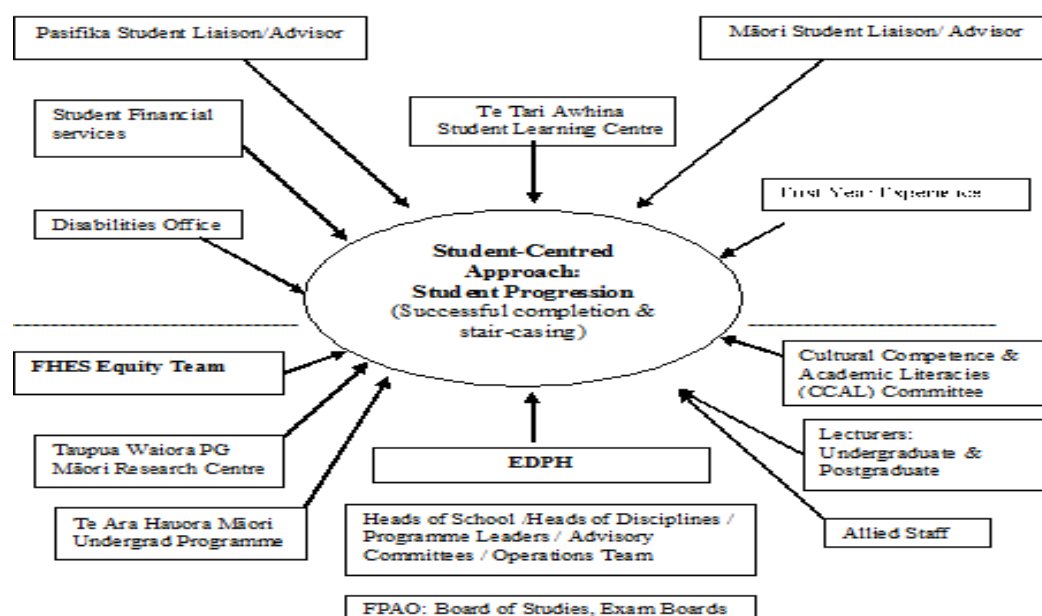 Pasifika Student Liaison/Advisor
Māori Student Liaison/ Advisor
Student Financial
services
Te Tari Awhina
Student Learning Centre
First Year Experience
Disabilities Office
Student-Centred
Approach:
Student Progression
(Successful completion &
stair-casing)
FHES Equity Team
Cultural Competence &
Academic Literacies
(CCAL) Committee
Taupua Waiora PG
Māori Research Centre
EDPH
Lecturers:
Undergraduate &
Postgraduate
Te Ara Hauora Māori
Undergrad Programme
Heads of School /Heads of Disciplines /
Programme Leaders / Advisory
Committees / Operations Team
Allied Staff
FPAO: Board of Studies, Exam Boards